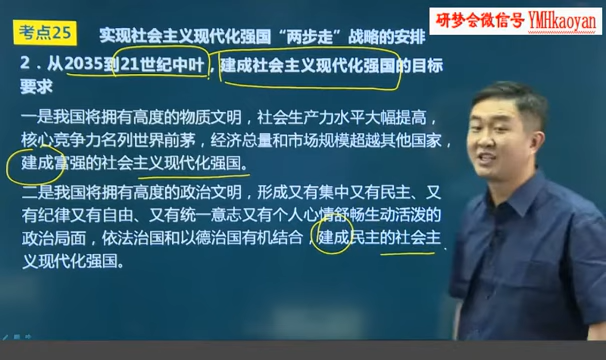 研梦会微信号YMHkaoyan
考点25 实现社会主义现代化强国“两步走”战略的安排
2．从2035到21世纪中叶，建成社会主义现代化强国的目标
要求
一是我国将拥有高度的物质文明，社会生产力水平大幅提高，
核心竞争力名列世界前茅，经济总量和市场规模超越其他国家，
建成富强的社会主义现代化强国。
二是我国将拥有高度的政治文明，形成又有集中又有民主、又
有纪律又有自由、又有统一意志又有个人心情舒畅生动活泼的
政治局面，依法治国和以德治国有机结合，建成民主的社会主
义现代化强国。